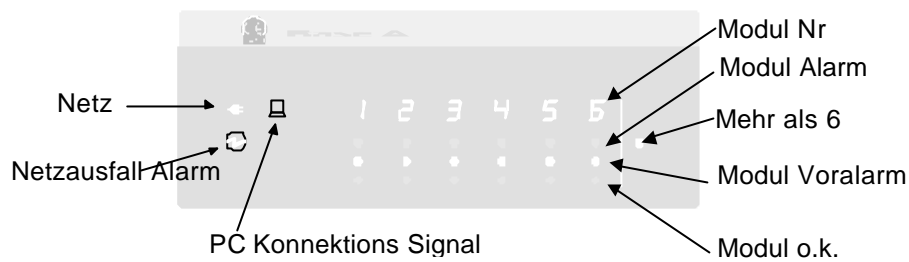 Modul Nr
Modul Alarm
Netz
1 2 3 4 5 6
Mehr als 6
Netzausfall Alarm
Modul Voralarm
PC Konnektions Signal
Modul o.k.